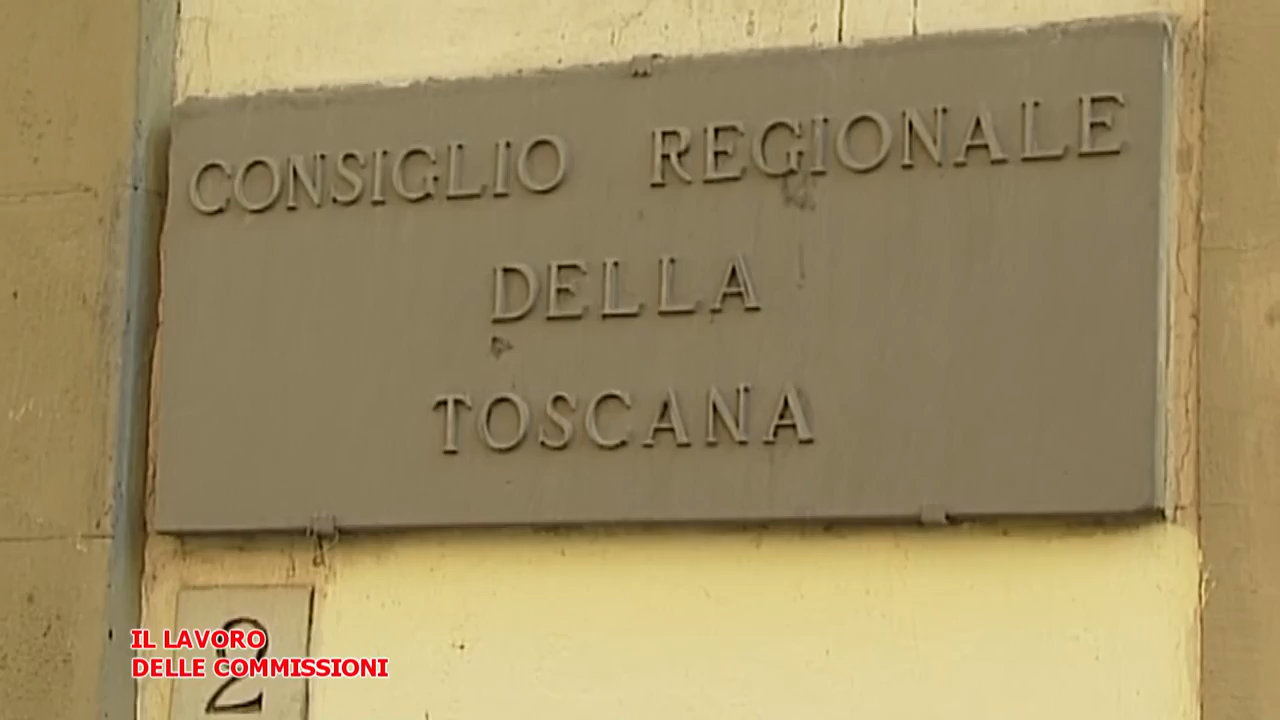 CONSIGLIO REGIONALE
DELLA
TOSCANA
2
IL LAVORO
DELLE COMMISSIONI